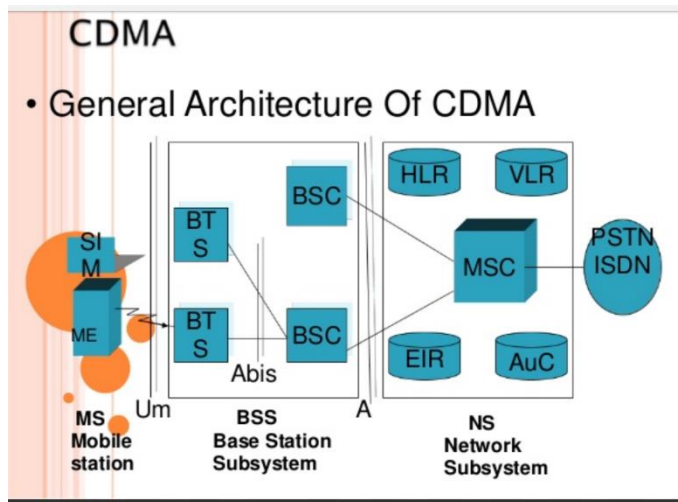 CDMA
• General Architecture Of CDMA
HLR
VLR
BSC
BT
S
SI
M
MSC
PSTN
ISDN
ME
BT
S
BSC
EIR
AuC
Abis
Um
A
MS
Mobile
station
BSS
Base Station
Subsystem
NS
Network
Subsystem